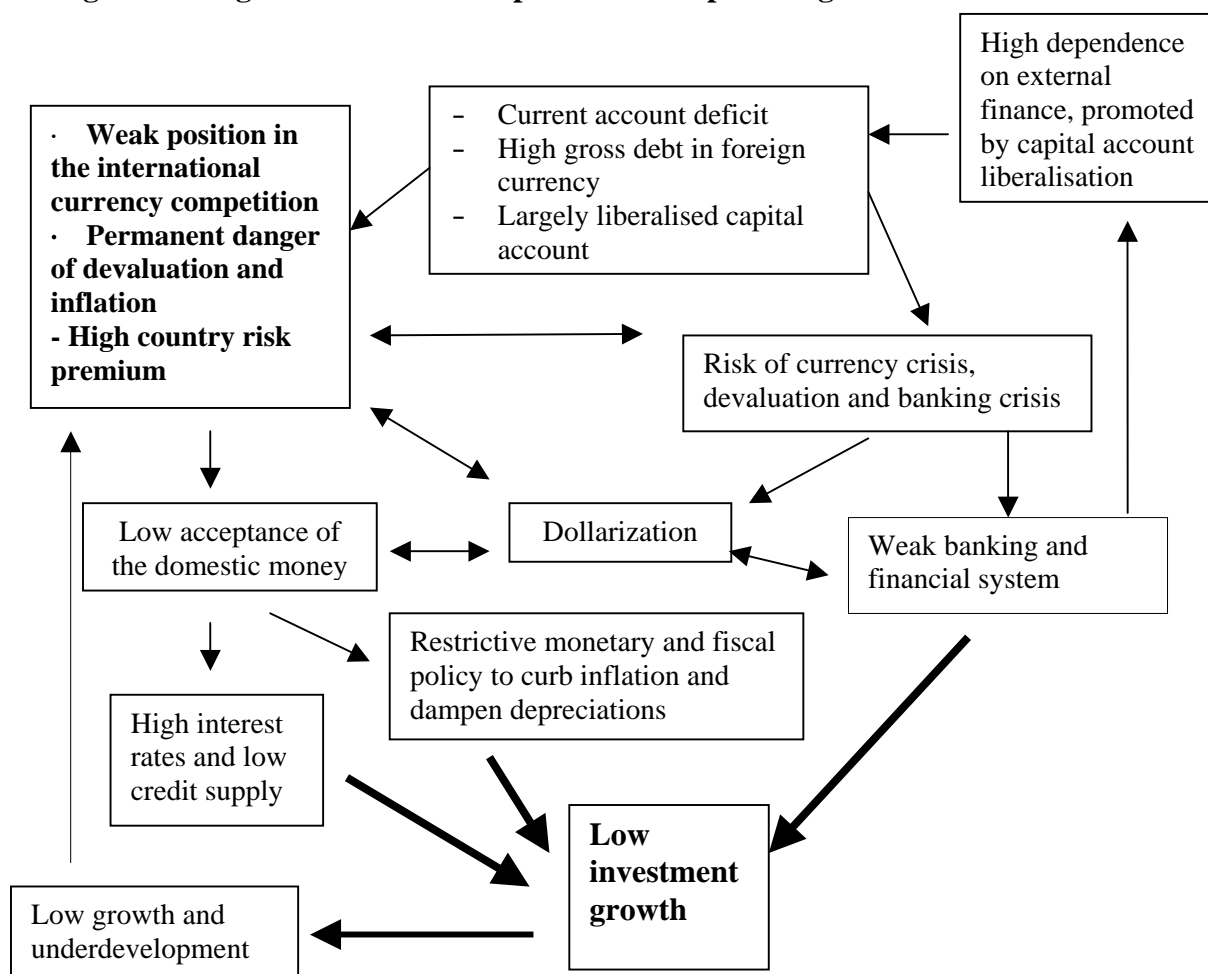 High dependence
on external
finance, promoted
by capital account
liberalisation
- Current account deficit
- High gross debt in foreign
currency
- Largely liberalised capital
account
· Weak position in
the international
currency competition
· Permanent danger
of devaluation and
inflation
- High country risk
premium
Risk of currency crisis,
devaluation and banking crisis
Low acceptance of
the domestic money
Dollarization
Weak banking and
financial system
Restrictive monetary and fiscal
policy to curb inflation and
dampen depreciations
High interest
rates and low
credit supply
Low
investment
growth
Low growth and
underdevelopment